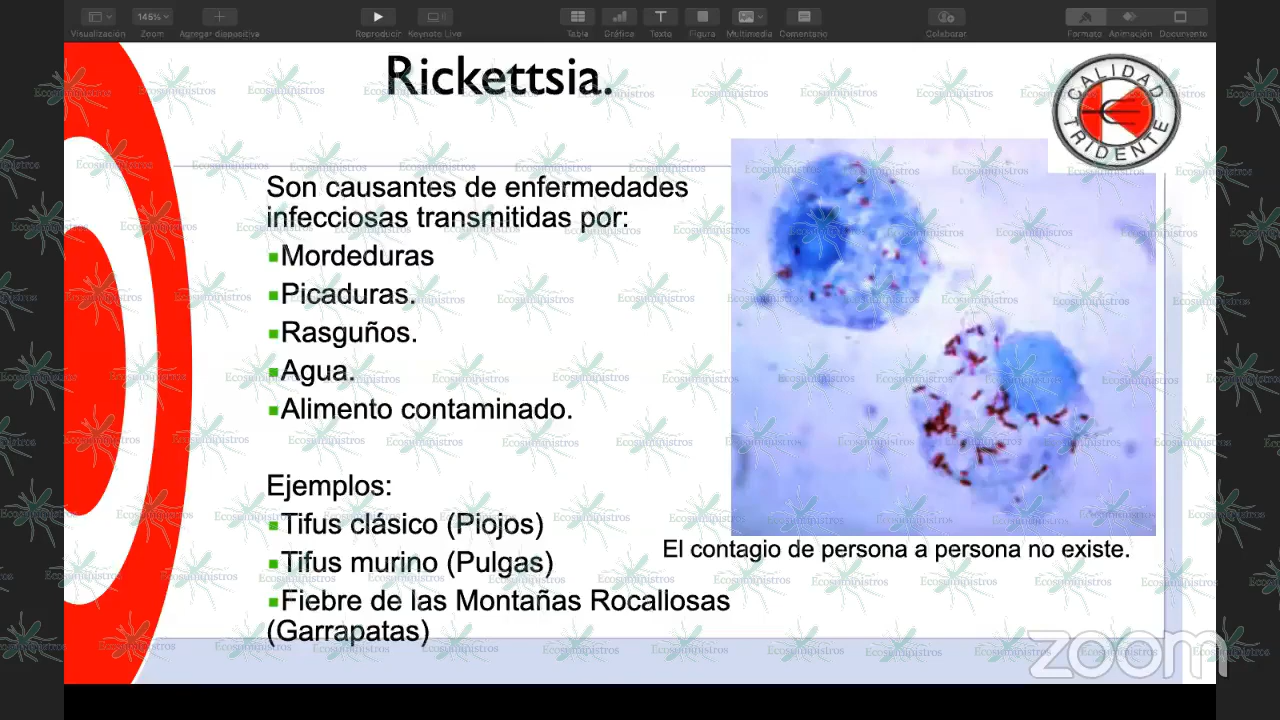 Visualización
145%
Zoom
Agregar diapositiva
Reproducir
Keynote Live
Tabla
Gráfica
Texto
Figura
Multimedia
Comentario
Colaborar
Formato
Animación
Documento
Rickettsia.
CALIDAD
TRIDENTE
Son causantes de enfermedades
infecciosas transmitidas por:
Mordeduras
Picaduras.
Rasguños.
Agua.
Alimento contaminado.
Ejemplos:
Tifus clásico (Piojos)
Tifus murino (Pulgas)
Fiebre de las Montañas Rocallosas
(Garrapatas)
El contagio de persona a persona no existe.
Ecosuministros
zoom